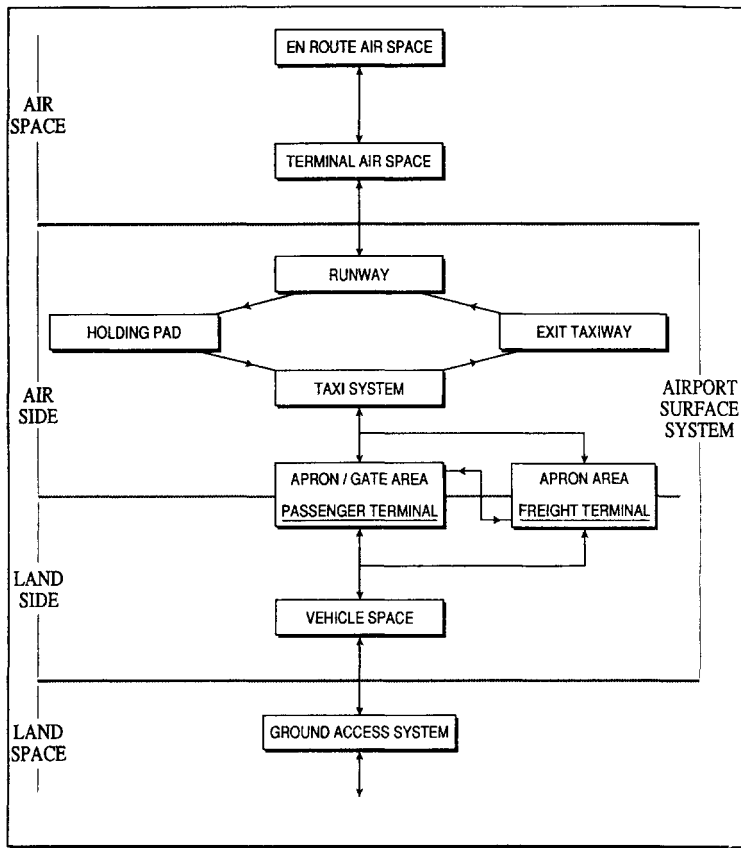 EN ROUTE AIR SPACE
AIR
SPACE
TERMINAL AIR SPACE
RUNWAY
HOLDING PAD
EXIT TAXIWAY
TAXI SYSTEM
AIR
SIDE
AIRPORT
SURFACE
SYSTEM
APRON / GATE AREA
PASSENGER TERMINAL
APRON AREA
FREIGHT TERMINAL
LAND
SIDE
VEHICLE SPACE
GROUND ACCESS SYSTEM
LAND
SPACE